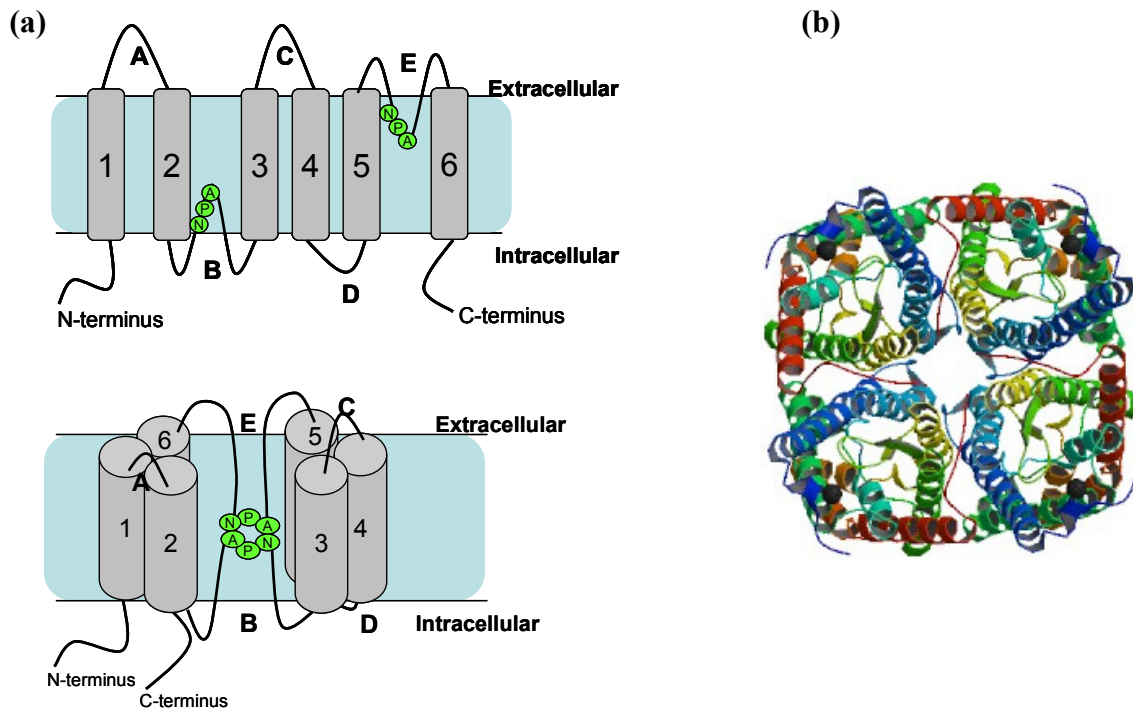 (a)
(b)
A
C
E
Extracellular
1
2
3
4
5
6
N
P
A
A
P
N
B
D
Intracellular
N-terminus
C-terminus
E
C
Extracellular
6
5
A
1
2
3
4
N P A
A P N
B
D
Intracellular
N-terminus
C-terminus